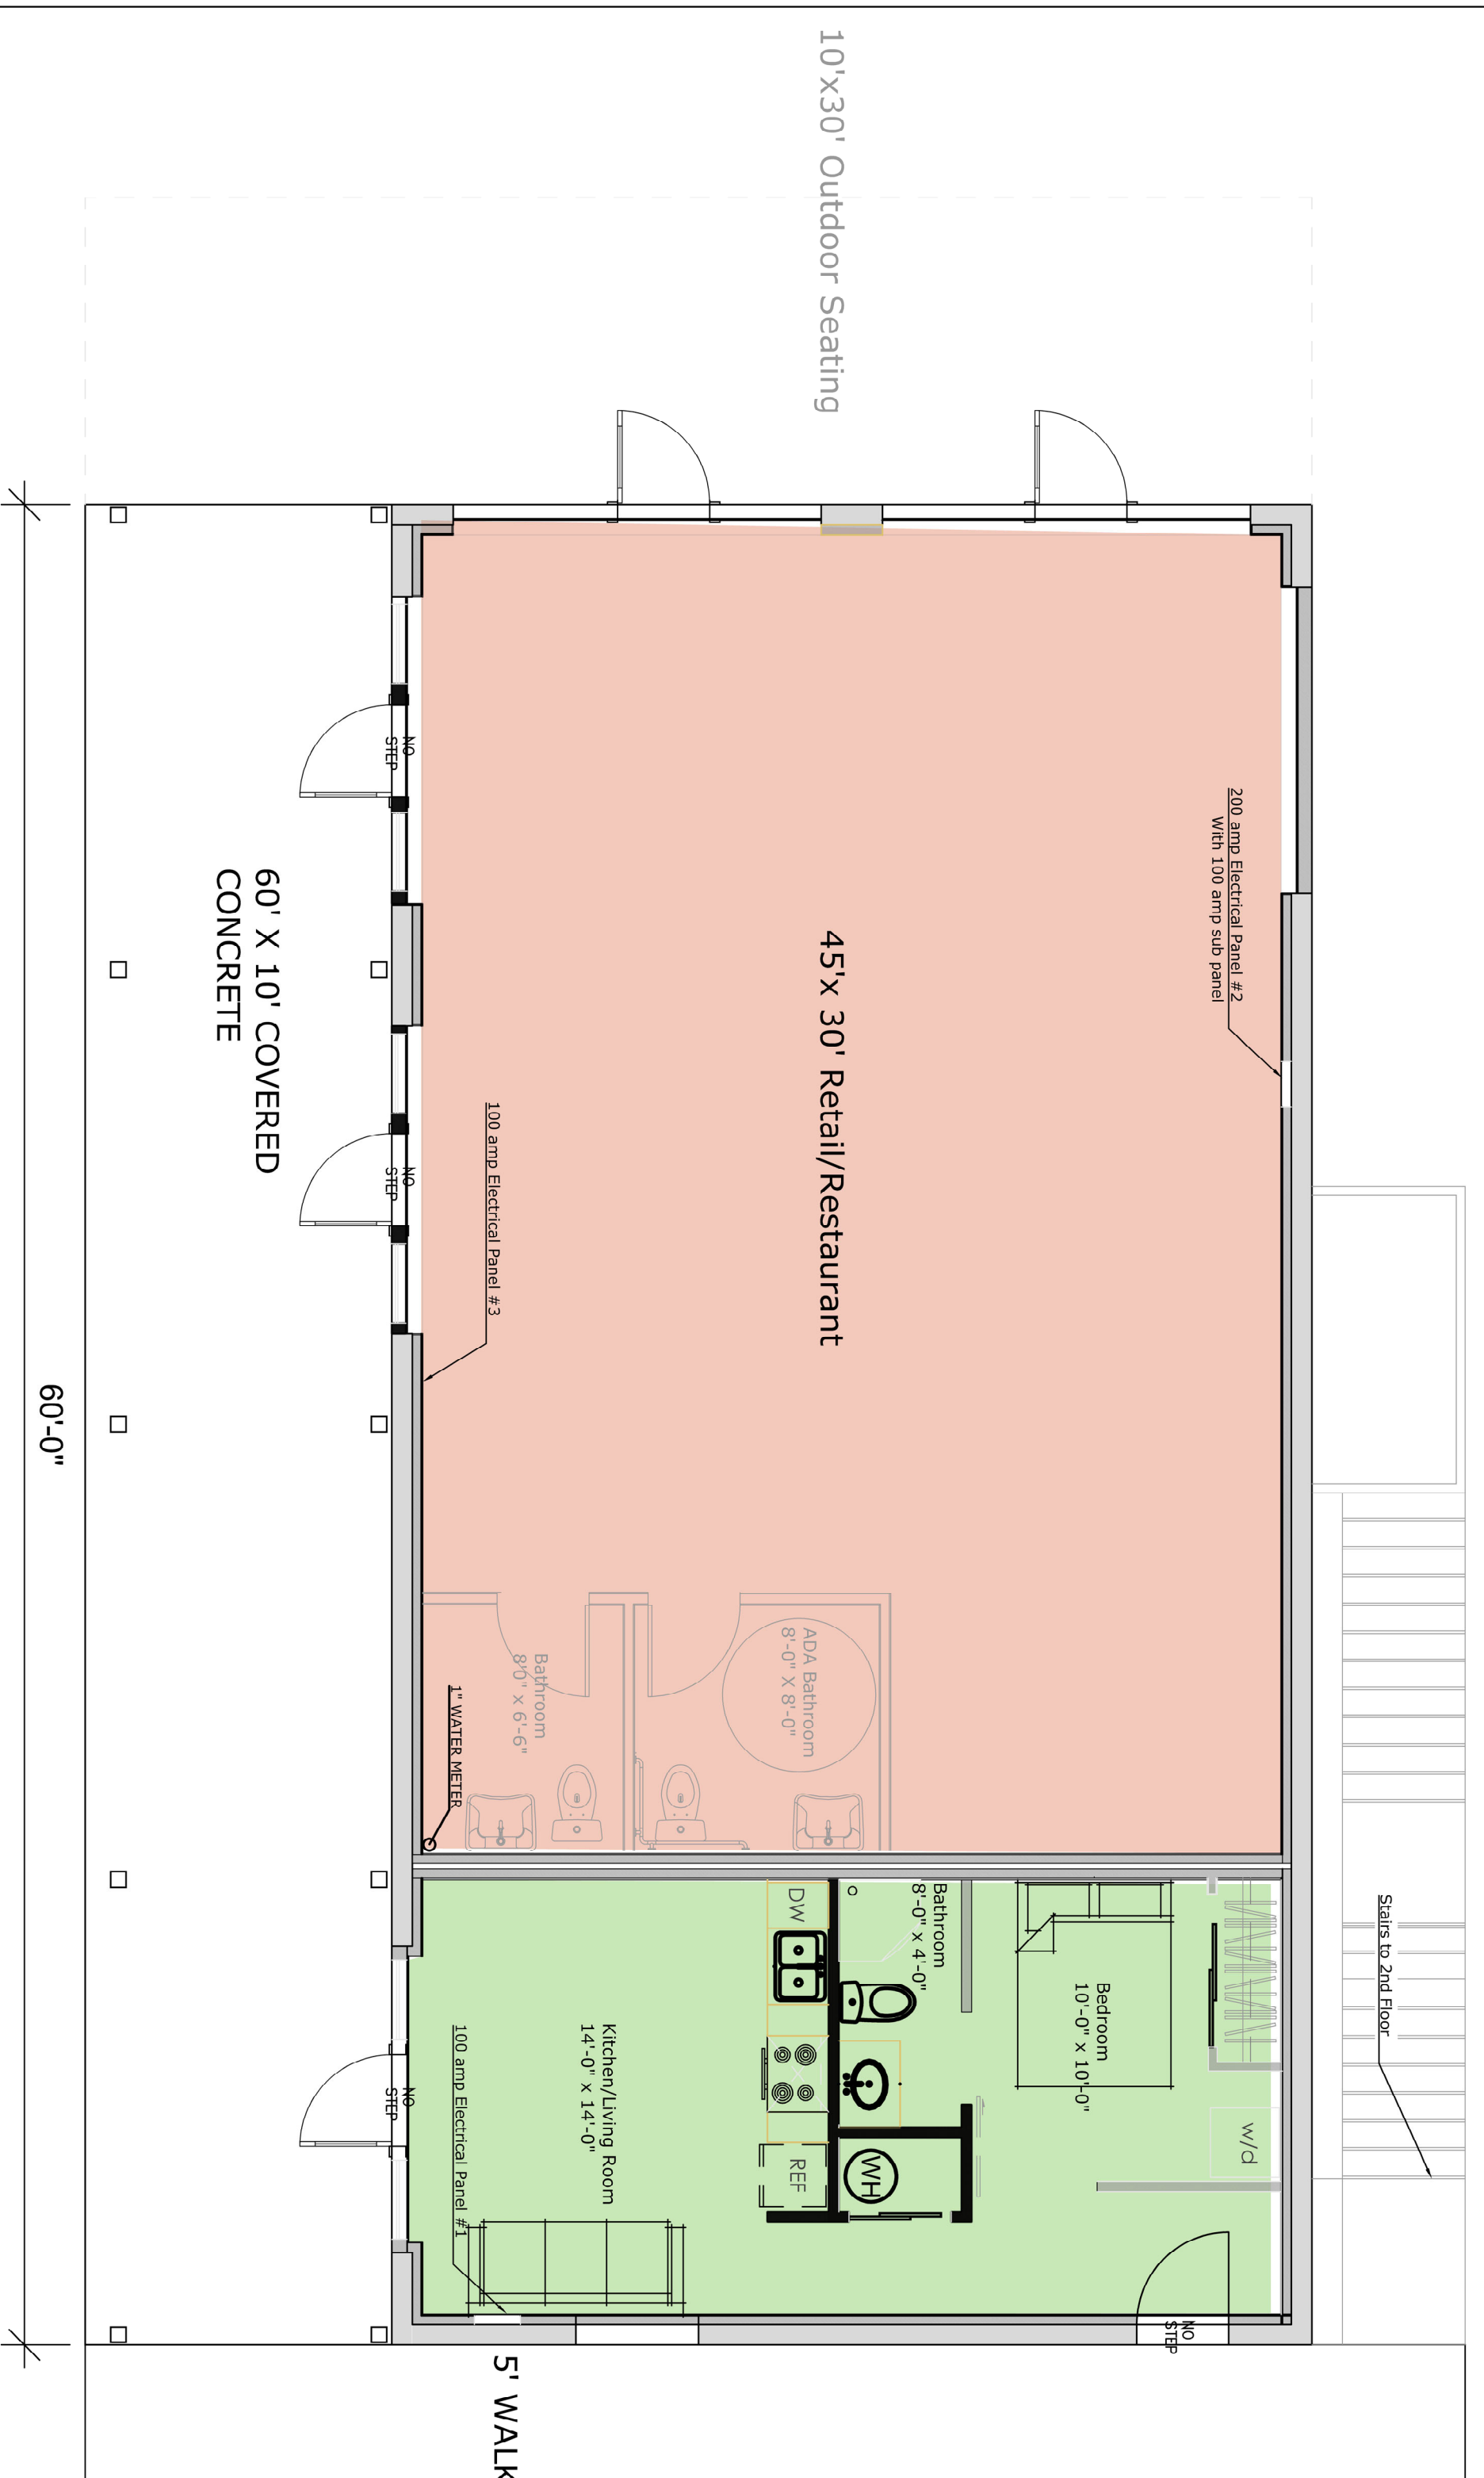 10'x30' Outdoor Seating
200 amp Electrical Panel #2
With 100 amp sub panel
NO
STEP
60' X 10' COVERED
CONCRETE
45'x 30' Retail/Restaurant
100 amp Electrical Panel #3
NO
STEP
60'-0"
ADA Bathroom
8'-0" X 8'-0"
Bathroom
8'0" x 6'-6"
1" WATER METER
Stairs to 2nd Floor
DW
Bathroom
8'-0" x 4'-0"
Bedroom
10'-0" x 10'-0"
Kitchen/Living Room
14'-0" x 14'-0"
100 amp Electrical Panel #1
NO
STEP
w/d
REF
WH
NO
STEP
5' WALK